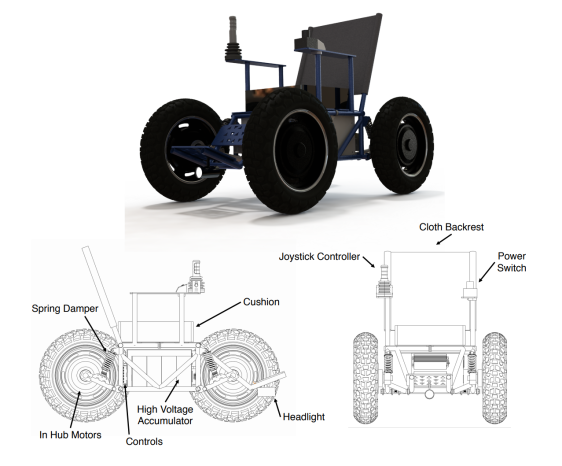 Cloth Backrest
Joystick Controller
Power
Switch
Cushion
Spring Damper
High Voltage
Accumulator
Headlight
In Hub Motors
Controls